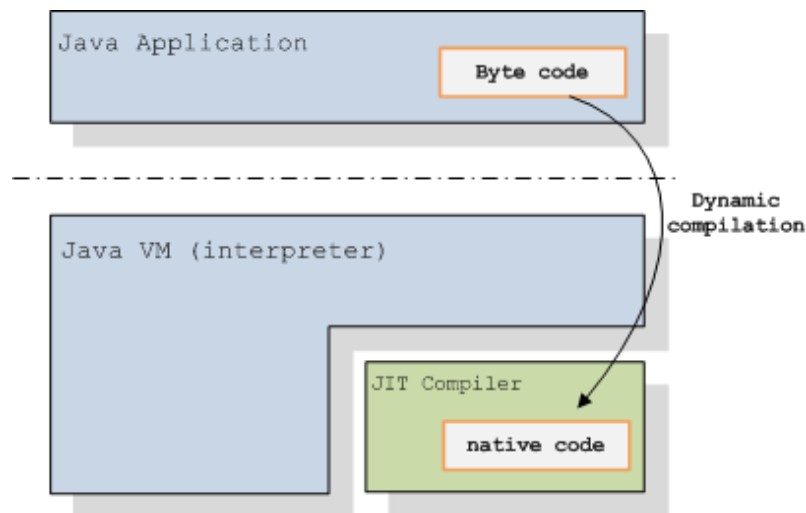 Java Application
Byte code
Dynamic
compilation
Java VM (interpreter)
JIT Compiler
native code